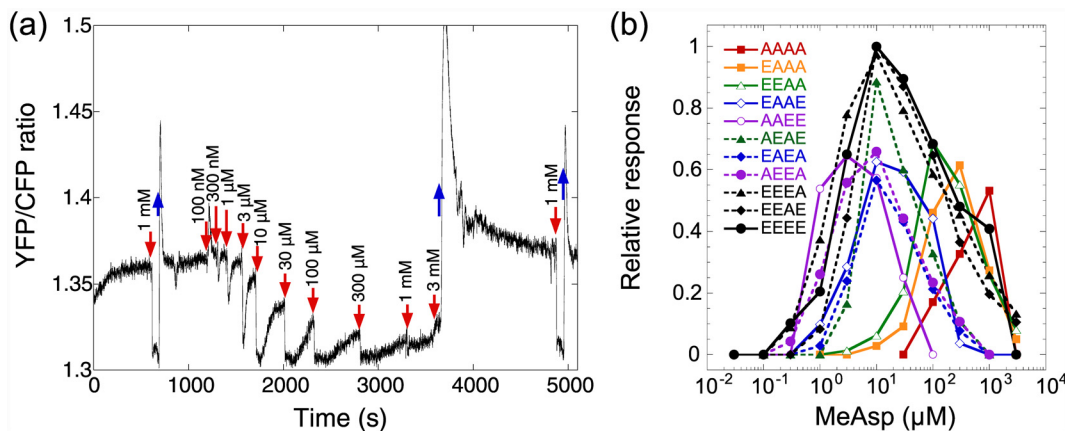 (a)
YFP/CFP ratio
1.5
1.45
1.4
1.35
1.3
1 mM
100 nM
300 nM
1 µM
3 µM
10 µM
30 µM
100 µM
300 µM
1 mM
3 mM
1 mM
0 1000 2000 3000 4000 5000
Time (s)
(b)
Relative response
1
0.8
0.6
0.4
0.2
0
AAAA
EAAA
EEAA
EAAE
AAEE
AEAE
EAEA
AEEA
EEEA
EEAE
EEEE
10⁻² 10⁻¹ 10⁰ 10¹ 10² 10³ 10⁴
MeAsp (µM)